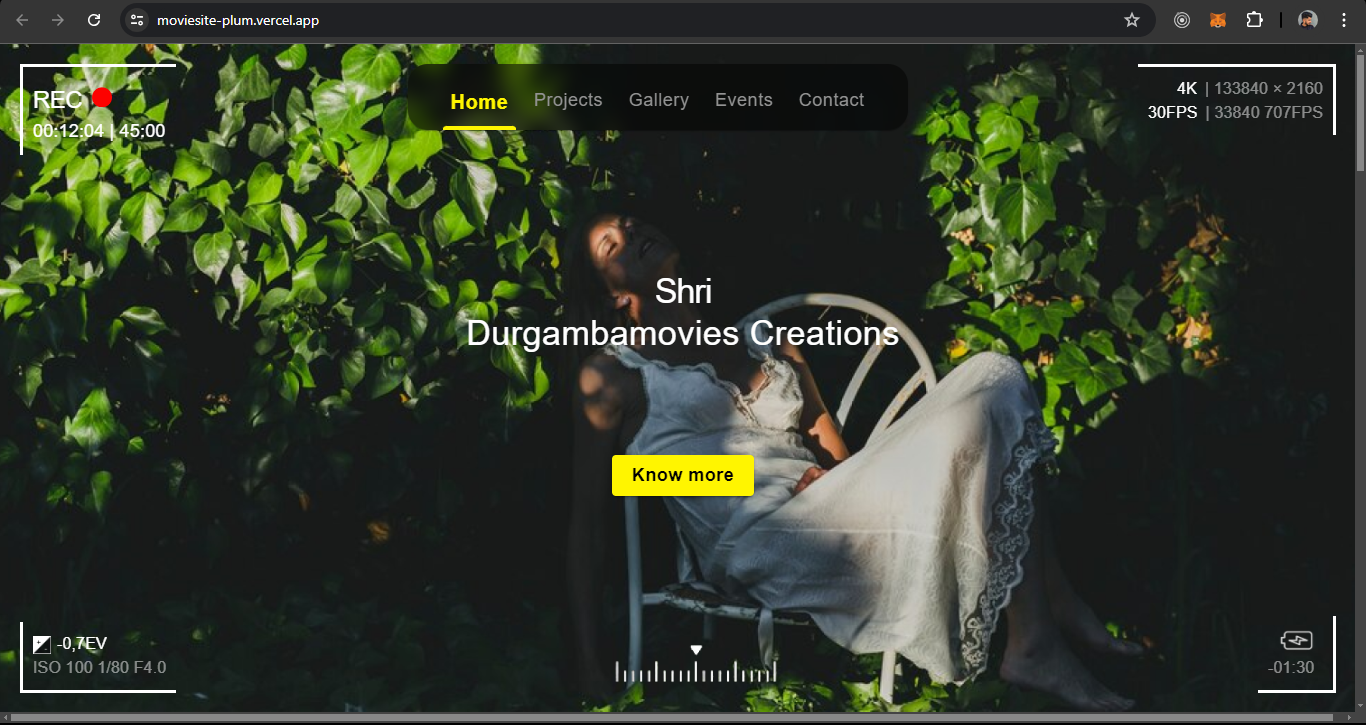 moviesite-plum.vercel.app
REC
00:12:04 | 45:00
Home Projects Gallery Events Contact
4K | 133840 × 2160
30FPS | 33840 707FPS
Shri
Durgambamovies Creations
Know more
-0,7EV
ISO 100 1/80 F4.0
-01:30